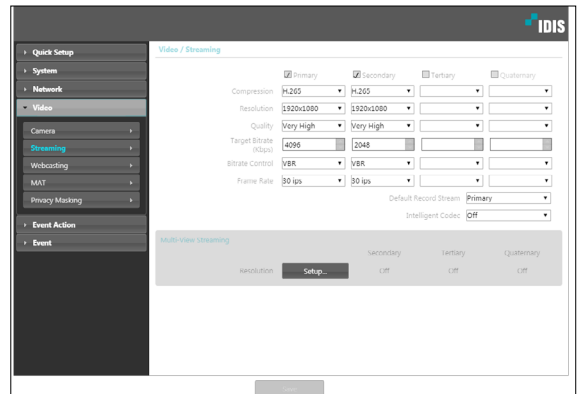 IDIS
Quick Setup
System
Network
Video
Camera
Streaming
Webcasting
MAT
Privacy Masking
Event Action
Event
Video / Streaming
Primary Secondary Tertiary Quaternary
Compression H.265 H.265
Resolution 1920x1080 1920x1080
Quality Very High Very High
Target Bitrate
(Kbps) 4096 2048
Bitrate Control VBR VBR
Frame Rate 30 ips 30 ips
Default Record Stream Primary
Intelligent Codec Off
Multi-View Streaming
Secondary Tertiary Quaternary
Resolution Setup... Off Off Off